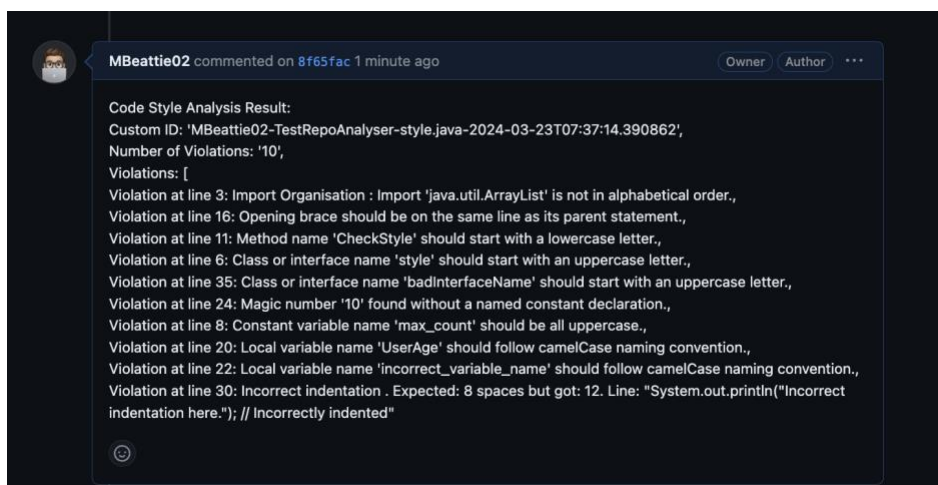 MBeattie02 commented on 8f65fac 1 minute ago
Owner Author ...
Code Style Analysis Result:
Custom ID: 'MBeattie02-TestRepoAnalyser-style.java-2024-03-23T07:37:14.390862',
Number of Violations: '10',
Violations: [
Violation at line 3: Import Organisation : Import 'java.util.ArrayList' is not in alphabetical order.,
Violation at line 16: Opening brace should be on the same line as its parent statement.,
Violation at line 11: Method name 'CheckStyle' should start with a lowercase letter.,
Violation at line 6: Class or interface name 'style' should start with an uppercase letter.,
Violation at line 35: Class or interface name 'badInterfaceName' should start with an uppercase letter.,
Violation at line 24: Magic number '10' found without a named constant declaration.,
Violation at line 8: Constant variable name 'max_count' should be all uppercase.,
Violation at line 20: Local variable name 'UserAge' should follow camelCase naming convention.,
Violation at line 22: Local variable name 'incorrect_variable_name' should follow camelCase naming convention.,
Violation at line 30: Incorrect indentation . Expected: 8 spaces but got: 12. Line: "System.out.println("Incorrect
indentation here."); // Incorrectly indented"